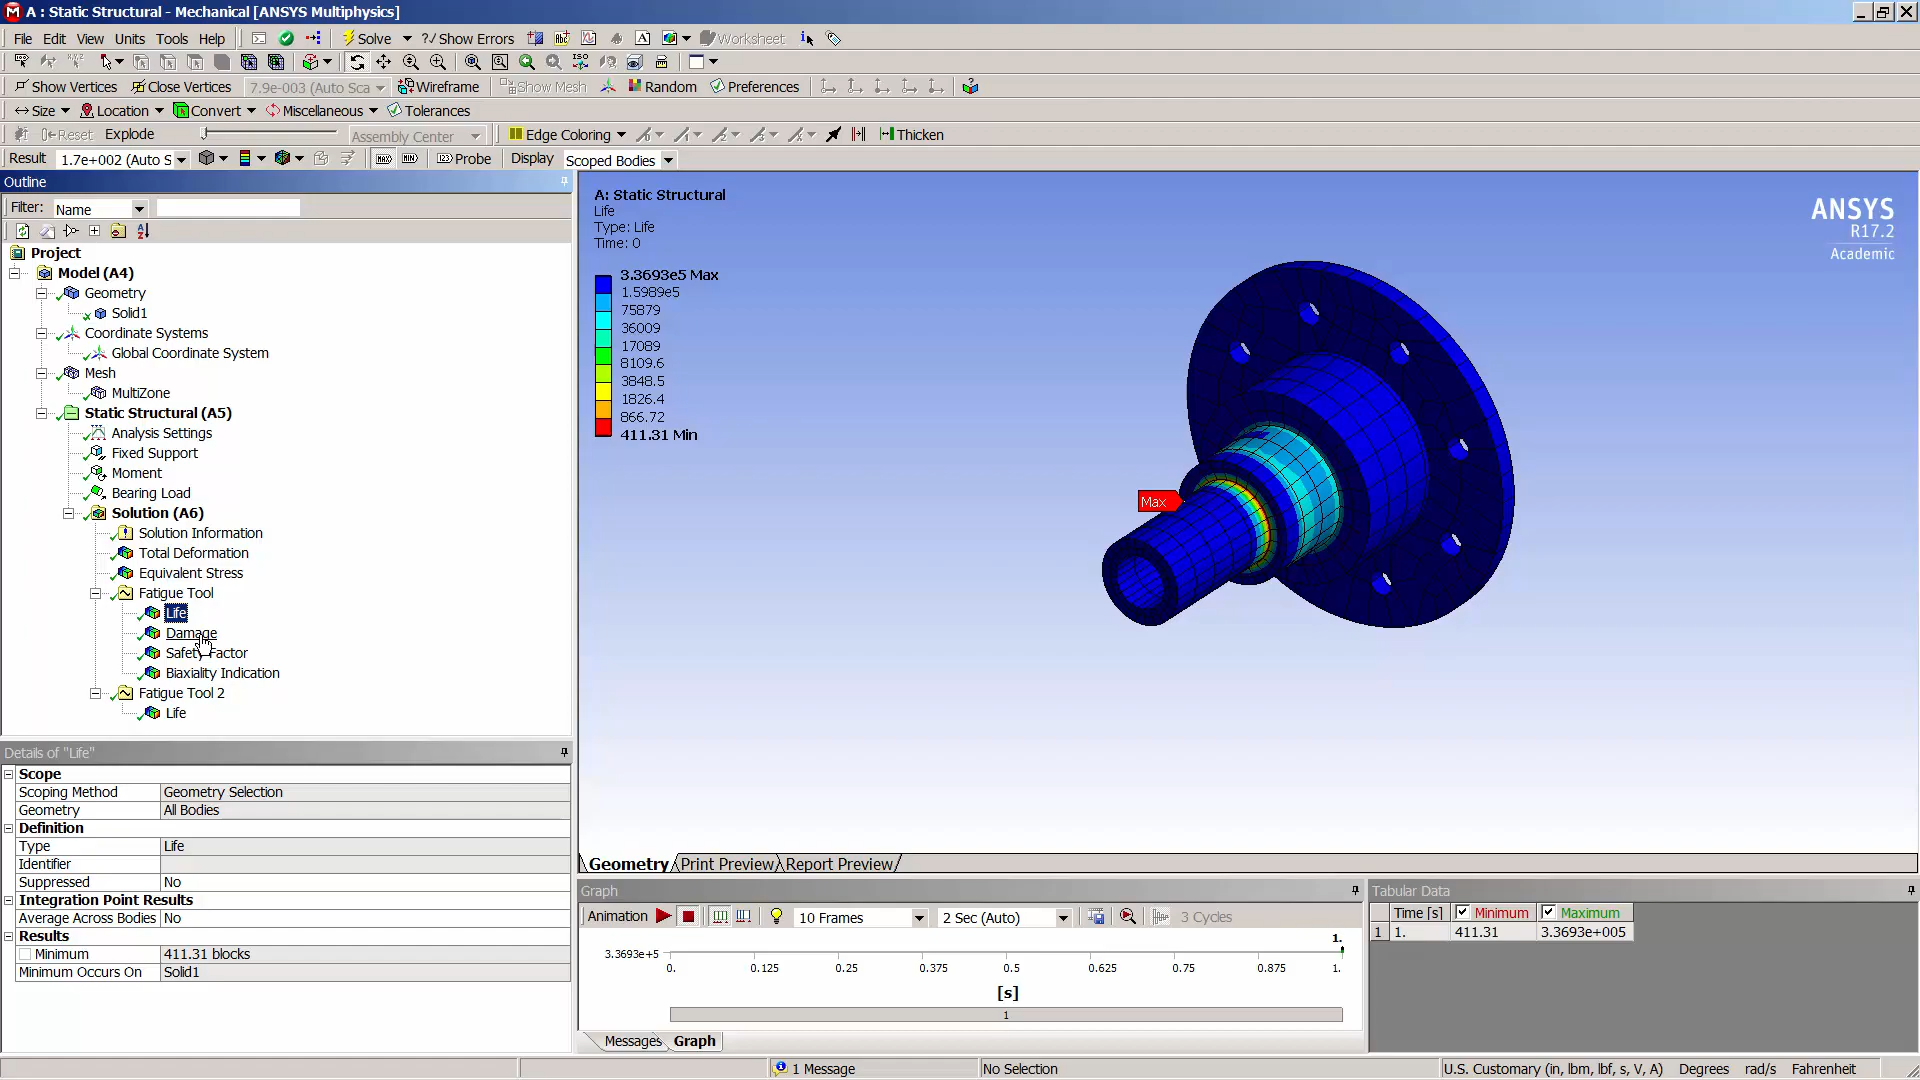 A : Static Structural - Mechanical [ANSYS Multiphysics]
File Edit View Units Tools Help Solve ?/ Show Errors Worksheet
Show Vertices Close Vertices 7.9e-003 (Auto Sca Wireframe Show Mesh Random Preferences
Size Location Convert Miscellaneous Tolerances
Reset Explode Assembly Center Edge Coloring Thicken
Result 1.7e+002 (Auto S MAX MIN Probe Display Scoped Bodies
Outline
Filter: Name
Project
Model (A4)
Geometry
Solid1
Coordinate Systems
Global Coordinate System
Mesh
MultiZone
Static Structural (A5)
Analysis Settings
Fixed Support
Moment
Bearing Load
Solution (A6)
Solution Information
Total Deformation
Equivalent Stress
Fatigue Tool
Life
Damage
Safety Factor
Biaxiality Indication
Fatigue Tool 2
Life
Details of "Life"
Scope
Scoping Method Geometry Selection
Geometry All Bodies
Definition
Type Life
Identifier
Suppressed No
Integration Point Results
Average Across Bodies No
Results
Minimum 411.31 blocks
Minimum Occurs On Solid1
A: Static Structural
Life
Type: Life
Time: 0
3.3693e5 Max
1.5989e5
75879
36009
17089
8109.6
3848.5
1826.4
866.72
411.31 Min
Max
ANSYS
R17.2
Academic
Geometry Print Preview Report Preview
Graph
Animation 10 Frames 2 Sec (Auto) 3 Cycles
1.
3.3693e+5
0. 0.125 0.25 0.375 0.5 0.625 0.75 0.875 1.
[s]
1
Messages Graph
Tabular Data
Time [s] Minimum Maximum
1 1. 411.31 3.3693e+005
1 Message No Selection U.S. Customary (in, lbm, lbf, s, V, A) Degrees rad/s Fahrenheit